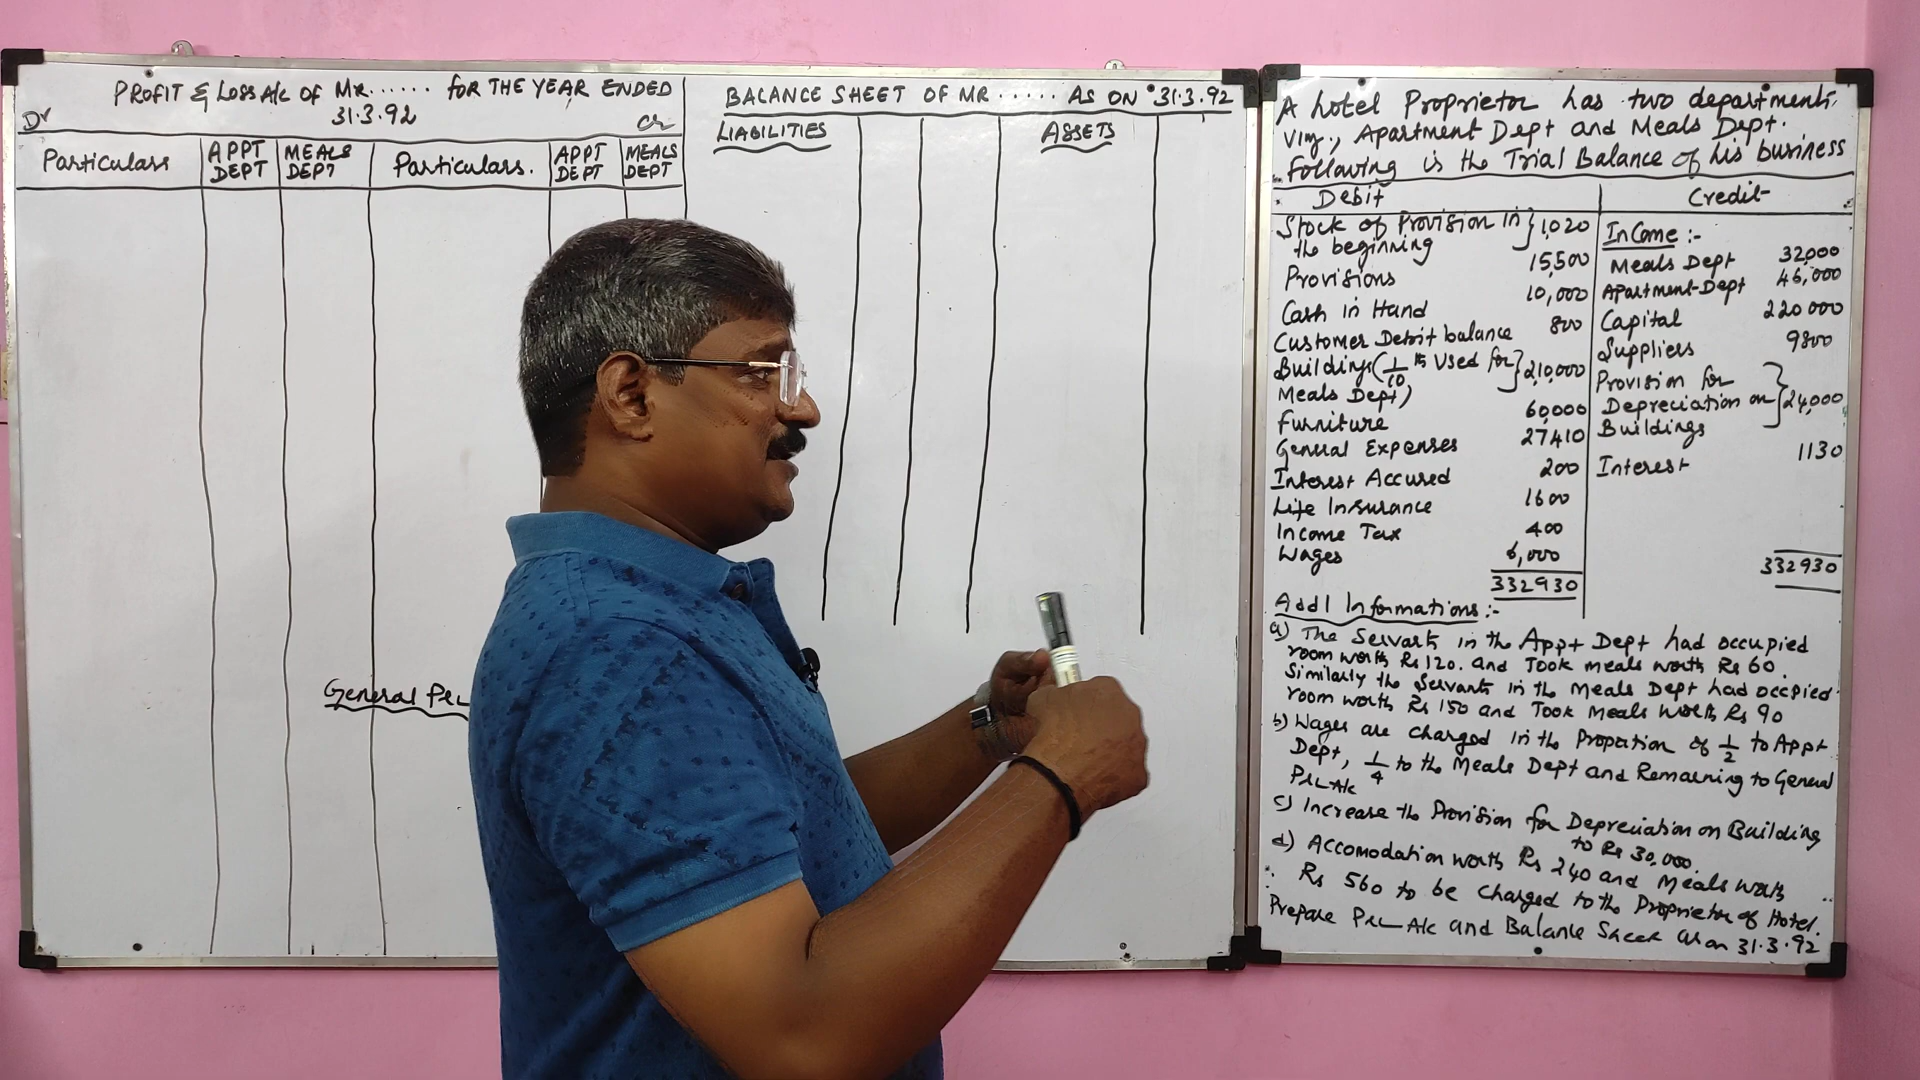 PROFIT & LOSS A/C OF MR...... FOR THE YEAR ENDED
31.3.92
Dr Cr
Particulars APPT DEPT MEALS DEPT Particulars. APPT DEPT MEALS DEPT
General P&L
BALANCE SHEET OF MR ..... AS ON 31.3.92
LIABILITIES ASSETS
A hotel Proprietor has two departments.
viz., Apartment Dept and Meals Dept.
Following is the Trial Balance of his business
Debit Credit
Stock of Provision in } 1,020
the beginning
Provisions 15,500
Cash in Hand 10,000
Customer Debit balance 800
Buildings (1/10 th Used for } 2,10,000
Meals Dept)
Furniture 60,000
General Expenses 27410
Interest Accured 200
Life Insurance 1600
Income Tax 400
Wages 6,000
332930
Income :-
Meals Dept 32,000
Apartment-Dept 46,000
Capital 220000
Suppliers 9800
Provision for
Depreciation on } 24,000
Buildings
Interest 1130
332930
Addl Informations :-
a) The Servants in the Appt Dept had occupied
room worth Rs 120. and Took meals worth Rs 60.
Similarly the Servants in the Meals Dept had occpied
room worth Rs 150 and Took Meals worth Rs 90
b) Wages are charged in the Propotion of 1/2 to Appt
Dept, 1/4 to the Meals Dept and Remaening to General
P&L A/c
c) Increase the Provision for Depreciation on Building
to Rs 30,000.
d) Accomodation worth Rs 240 and Meals worth
Rs 560 to be charged to the Proprietor of Hotel.
Prepare P&L A/c and Balance Sheet as on 31.3.92